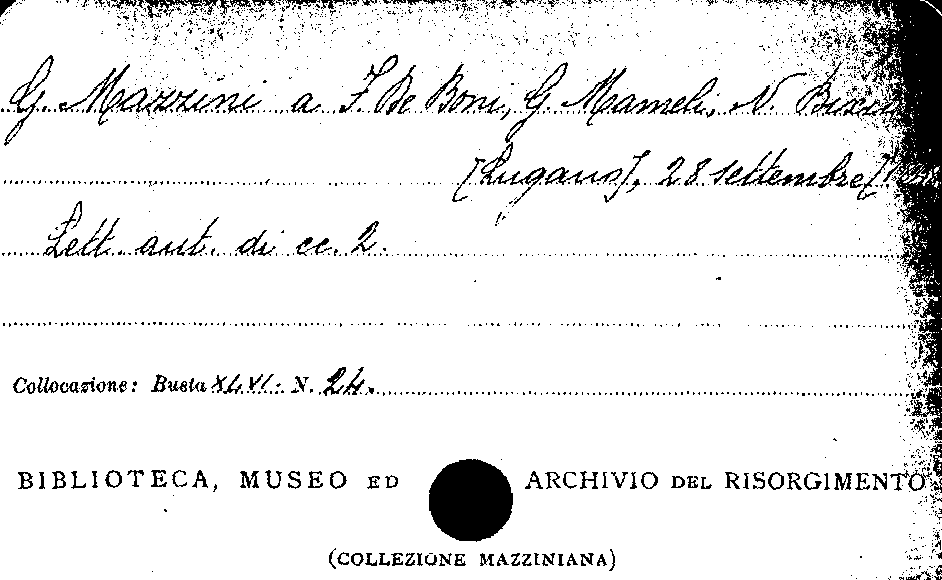 G. Mazzini a F. De Boni, G. Mameli, N. Bixio
[Lugano], 28 settembre
Lett. aut. di cc. 2.
Collocazione: Busta XLVI. N. 24.
BIBLIOTECA, MUSEO ED ARCHIVIO DEL RISORGIMENTO
(COLLEZIONE MAZZINIANA)